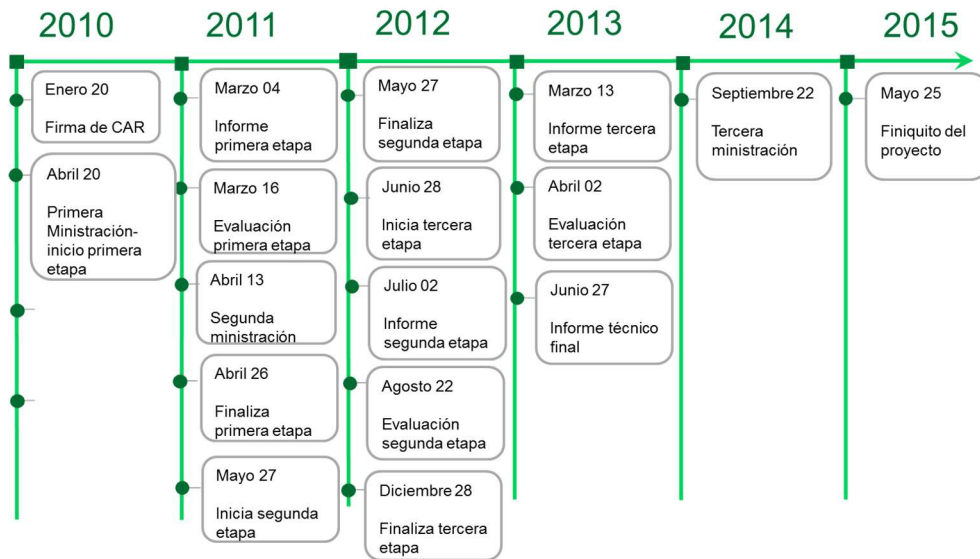 2010
2011
2012
2013
2014
2015
Enero 20
Firma de CAR
Abril 20
Primera
Ministración-
inicio primera
etapa
Marzo 04
Informe
primera etapa
Marzo 16
Evaluación
primera etapa
Abril 13
Segunda
ministración
Abril 26
Finaliza
primera etapa
Mayo 27
Inicia segunda
etapa
Mayo 27
Finaliza
segunda etapa
Junio 28
Inicia tercera
etapa
Julio 02
Informe
segunda etapa
Agosto 22
Evaluación
segunda etapa
Diciembre 28
Finaliza tercera
etapa
Marzo 13
Informe tercera
etapa
Abril 02
Evaluación
tercera etapa
Junio 27
Informe técnico
final
Septiembre 22
Tercera
ministración
Mayo 25
Finiquito del
proyecto